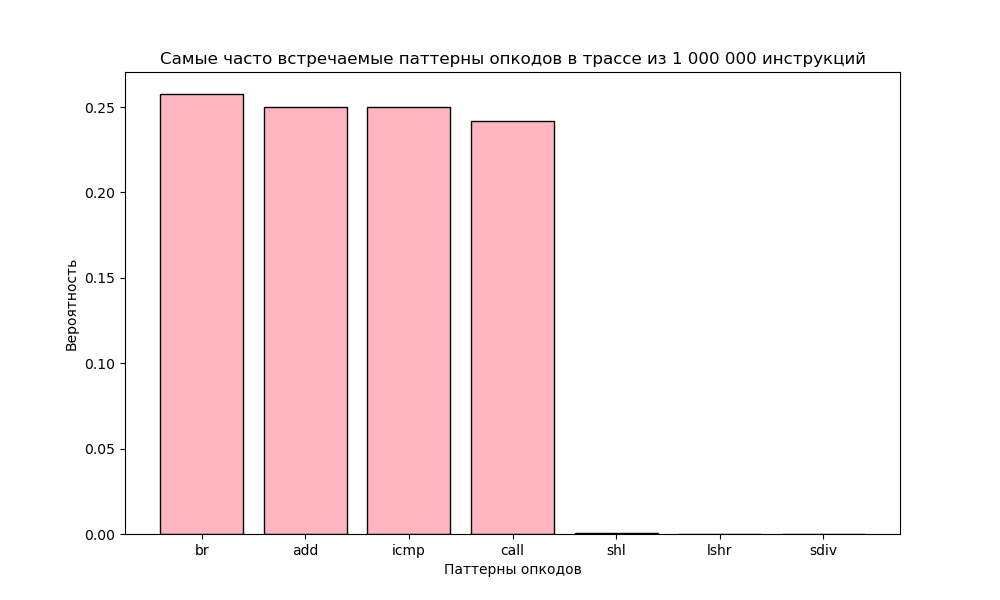 Самые часто встречаемые паттерны опкодов в трассе из 1 000 000 инструкций
Вероятность
0.25
0.20
0.15
0.10
0.05
0.00
br add icmp call shl lshr sdiv
Паттерны опкодов